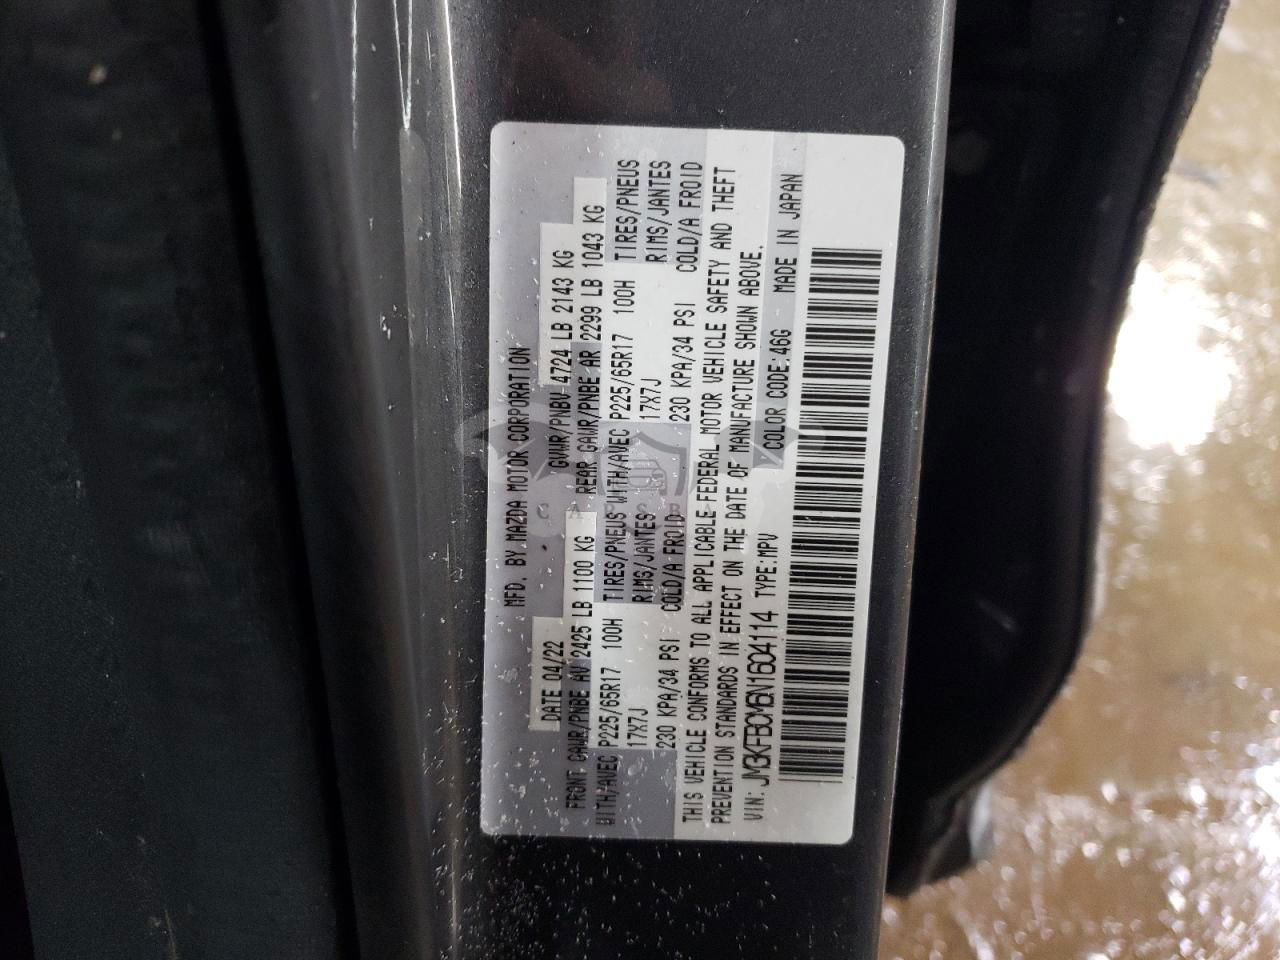 MFD. BY MAZDA MOTOR CORPORATION
DATE 04/22 GVWR/PNBV 4724 LB 2143 KG
FRONT GAWR/PNBE AV 2425 LB 1100 KG REAR GAWR/PNBE AR 2299 LB 1043 KG
WITH/AVEC P225/65R17 100H TIRES/PNEUS WITH/AVEC P225/65R17 100H TIRES/PNEUS
17X7J RIMS/JANTES 17X7J RIMS/JANTES
230 KPA/34 PSI COLD/A FROID 230 KPA/34 PSI COLD/A FROID
THIS VEHICLE CONFORMS TO ALL APPLICABLE FEDERAL MOTOR VEHICLE SAFETY AND THEFT
PREVENTION STANDARDS IN EFFECT ON THE DATE OF MANUFACTURE SHOWN ABOVE.
VIN: JM3KFBCM6N1604114 TYPE:MPV COLOR CODE:46G MADE IN JAPAN